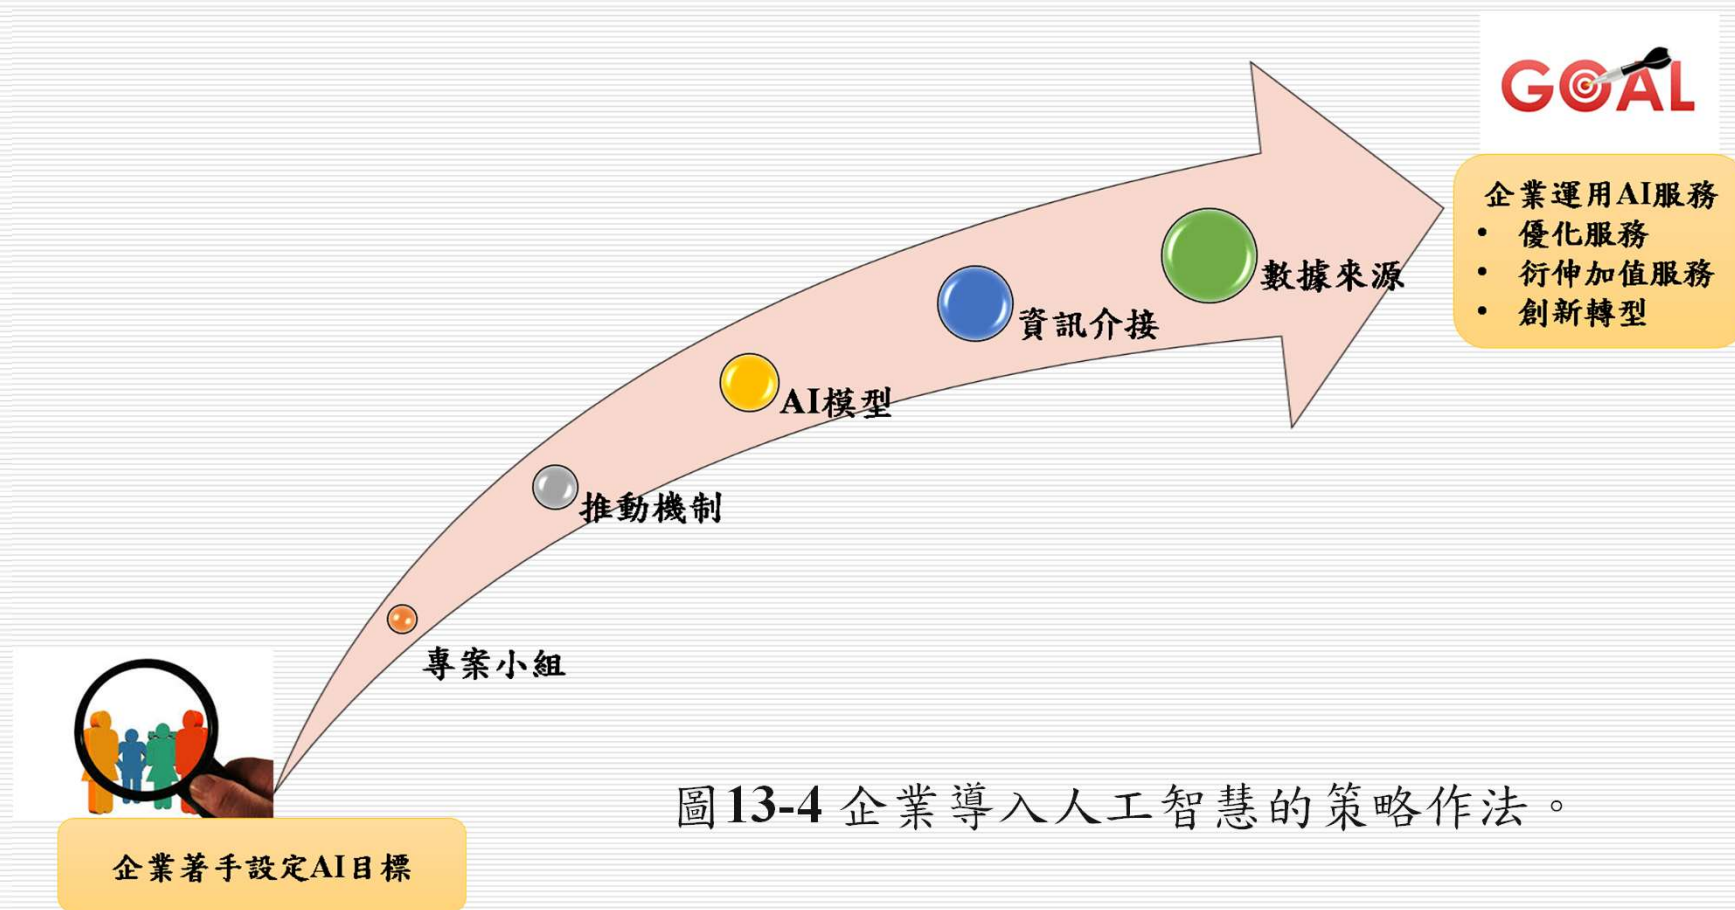 GOAL
企業運用AI服務
• 優化服務
• 衍伸加值服務
• 創新轉型
數據來源
資訊介接
AI模型
推動機制
專案小組
企業著手設定AI目標
圖13-4 企業導入人工智慧的策略作法。